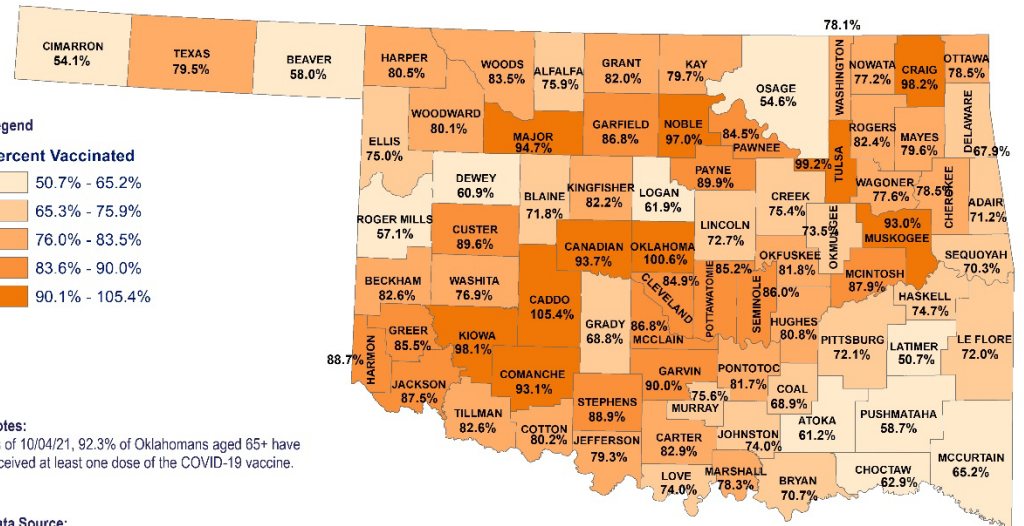 78.1%
CIMARRON
54.1%
TEXAS
79.5%
BEAVER
58.0%
HARPER
80.5%
WOODS
83.5%
ALFALFA
75.9%
GRANT
82.0%
KAY
79.7%
OSAGE
54.6%
WASHINGTON
NOWATA
77.2%
CRAIG
98.2%
OTTAWA
78.5%
egend
ercent Vaccinated
50.7% - 65.2%
65.3% - 75.9%
76.0% - 83.5%
83.6% - 90.0%
90.1% - 105.4%
ELLIS
75.0%
WOODWARD
80.1%
MAJOR
94.7%
GARFIELD
86.8%
NOBLE
97.0%
84.5%
PAWNEE
99.2%
TULSA
ROGERS
82.4%
MAYES
79.6%
DELAWARE
67.9%
ROGER MILLS
57.1%
DEWEY
60.9%
BLAINE
71.8%
KINGFISHER
82.2%
LOGAN
61.9%
PAYNE
89.9%
CREEK
75.4%
WAGONER
77.6%
78.5%
CHEROKEE
ADAIR
71.2%
CUSTER
89.6%
CANADIAN
93.7%
OKLAHOMA
100.6%
LINCOLN
72.7%
73.5%
OKMULGEE
93.0%
MUSKOGEE
SEQUOYAH
70.3%
BECKHAM
82.6%
WASHITA
76.9%
CADDO
105.4%
GRADY
68.8%
84.9%
CLEVELAND
85.2%
POTTAWATOMIE
SEMINOLE
86.0%
OKFUSKEE
81.8%
MCINTOSH
87.9%
HASKELL
74.7%
88.7%
HARMON
GREER
85.5%
KIOWA
98.1%
86.8%
MCCLAIN
HUGHES
80.8%
PITTSBURG
72.1%
LATIMER
50.7%
LE FLORE
72.0%
JACKSON
87.5%
COMANCHE
93.1%
STEPHENS
88.9%
GARVIN
90.0%
PONTOTOC
81.7%
75.6%
MURRAY
COAL
68.9%
ATOKA
61.2%
PUSHMATAHA
58.7%
MCCURTAIN
65.2%
TILLMAN
82.6%
COTTON
80.2%
JEFFERSON
79.3%
CARTER
82.9%
JOHNSTON
74.0%
LOVE
74.0%
MARSHALL
78.3%
BRYAN
70.7%
CHOCTAW
62.9%
otes:
s of 10/04/21, 92.3% of Oklahomans aged 65+ have
ceived at least one dose of the COVID-19 vaccine.
ata Source: